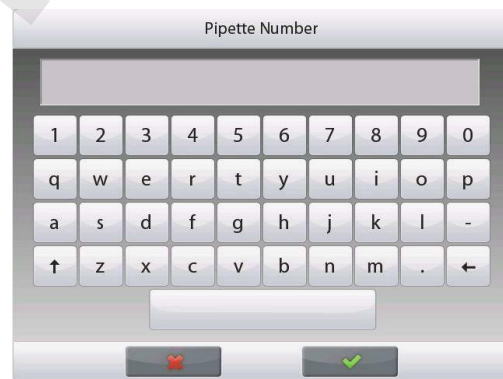 Pipette Number
1 2 3 4 5 6 7 8 9 0
q w e r t y u i o p
a s d f g h j k l -
↑ z x c v b n m . ←